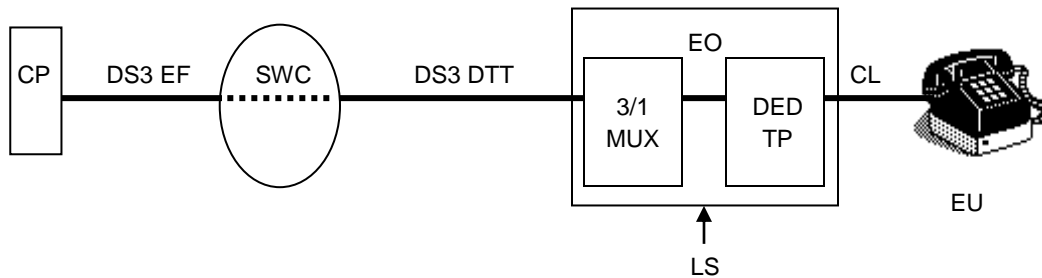 EO
CP
DS3 EF
SWC
DS3 DTT
CL
3/1
MUX
DED
TP
EU
LS